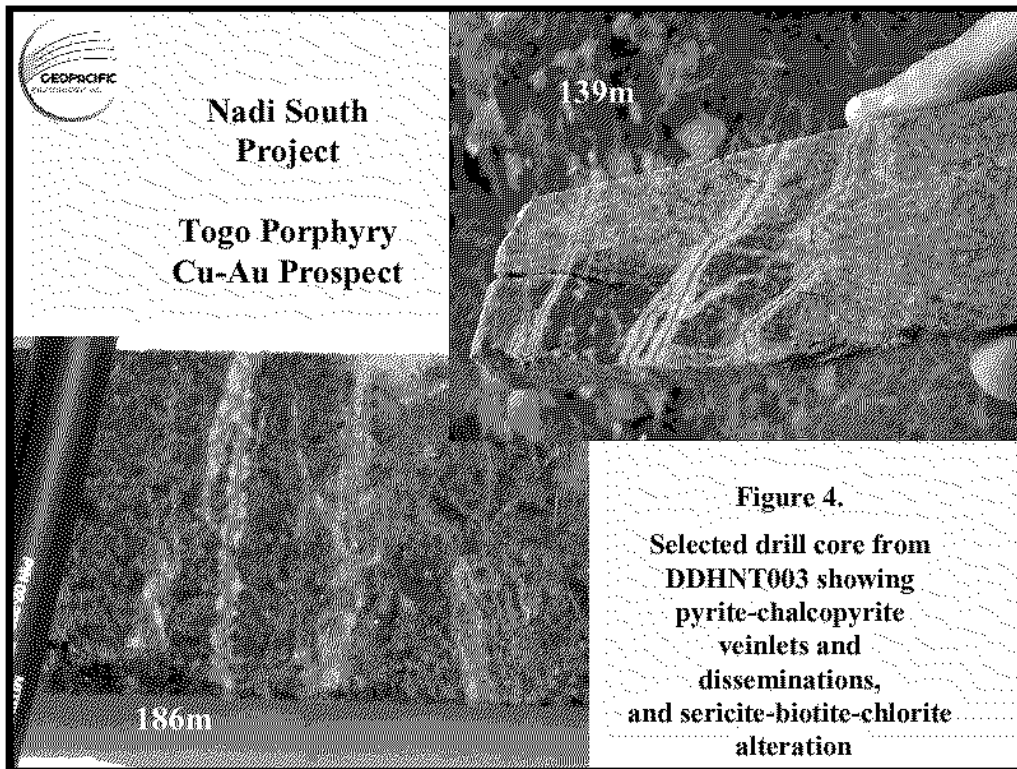 GEOPACIFIC
Nadi South
Project
Togo Porphyry
Cu-Au Prospect
139m
186m
Figure 4.
Selected drill core from
DDHNT003 showing
pyrite-chalcopyrite
veinlets and
disseminations,
and sericite-biotite-chlorite
alteration